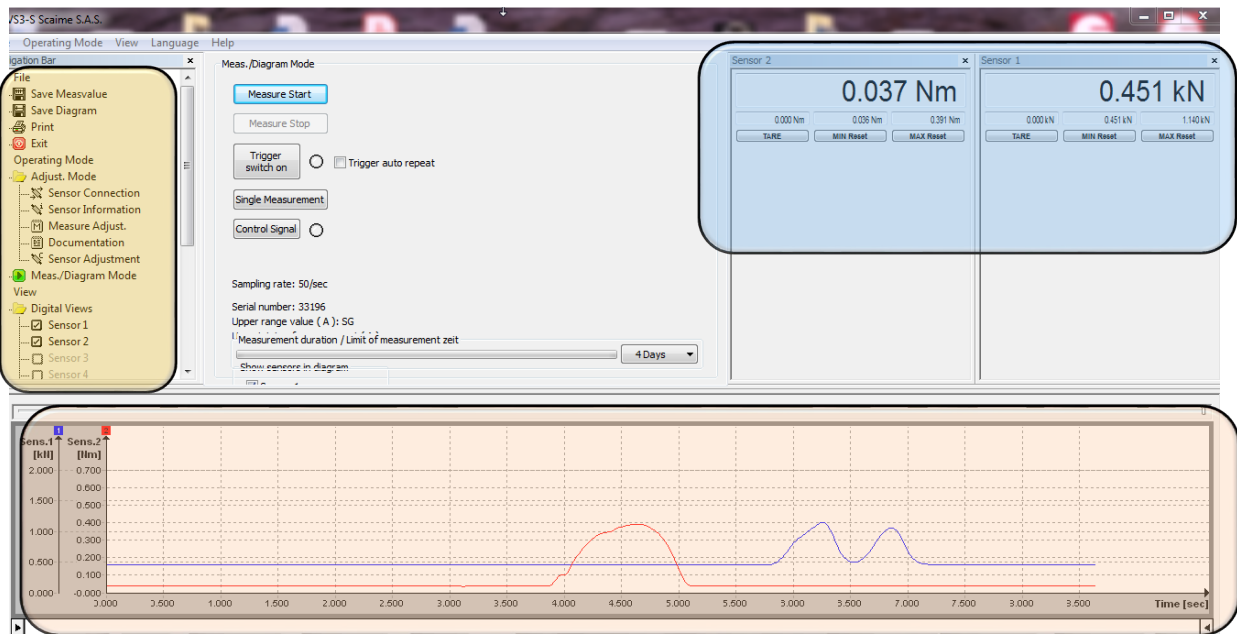 VS3-S Scaime S.A.S.
Operating Mode View Language Help
igation Bar
File
Save Measvalue
Save Diagram
Print
Exit
Operating Mode
Adjust. Mode
Sensor Connection
Sensor Information
Measure Adjust.
Documentation
Sensor Adjustment
Meas./Diagram Mode
View
Digital Views
Sensor 1
Sensor 2
Sensor 3
Sensor 4
Meas./Diagram Mode
Measure Start
Measure Stop
Trigger
switch on
Trigger auto repeat
Single Measurement
Control Signal
Sampling rate: 50/sec
Serial number: 33196
Upper range value ( A ): SG
Measurement duration / Limit of measurement zeit
4 Days
Show sensors in diagram
Sensor 2
0.037 Nm
0.000 Nm 0.036 Nm 0.391 Nm
TARE MIN Reset MAX Reset
Sensor 1
0.451 kN
0.000 kN 0.451 kN 1.140 kN
TARE MIN Reset MAX Reset
1 2
Sens.1 Sens.2
[kN] [Nm]
2.000 0.700
0.600
1.500 0.500
0.400
1.000 0.300
0.500 0.200
0.100
0.000 -0.000
0.000 1.000 1.500 2.000 2.500 3.000 3.500 4.000 4.500 5.000 5.500 7.000 7.500 Time [sec]